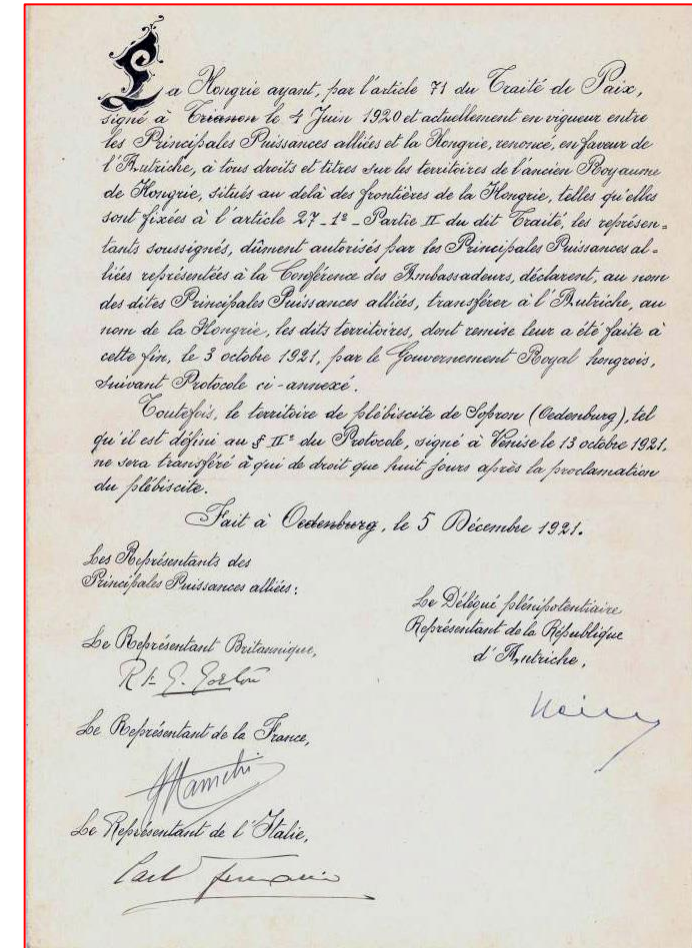 La Hongrie ayant, par l'article 71 du Traité de Paix,
signé à Trianon le 4 Juin 1920 et actuellement en vigueur entre
les Principales Puissances alliées et la Hongrie, renoncé, en faveur de
l'Autriche, à tous droits et titres sur les territoires de l'ancien Royaume
de Hongrie, situés au delà des frontières de la Hongrie, telles qu'elles
sont fixées à l'article 27_1º_Partie II du dit Traité, les représen=
tants soussignés, dûment autorisés par les Principales Puissances al=
liées représentées à la Conférence des Ambassadeurs, déclarent, au nom
des dites Principales Puissances alliées, transférer à l'Autriche, au
nom de la Hongrie, les dits territoires, dont remise leur a été faite à
cette fin, le 3 octobre 1921, par le Gouvernement Royal hongrois,
suivant Protocole ci-annexé.
Toutefois, le territoire de plébiscite de Sopron (Oedenburg), tel
qu'il est défini au § IIº du Protocole, signé à Venise le 13 octobre 1921,
ne sera transféré à qui de droit que huit jours après la proclamation
du plébiscite.
Fait à Oedenburg, le 5 Décembre 1921.
Les Représentants des
Principales Puissances alliées:
Le Délégué plénipotentiaire
Représentant de la République
d'Autriche,
Le Représentant Britannique,
Le Représentant de la France,
Le Représentant de l'Italie,